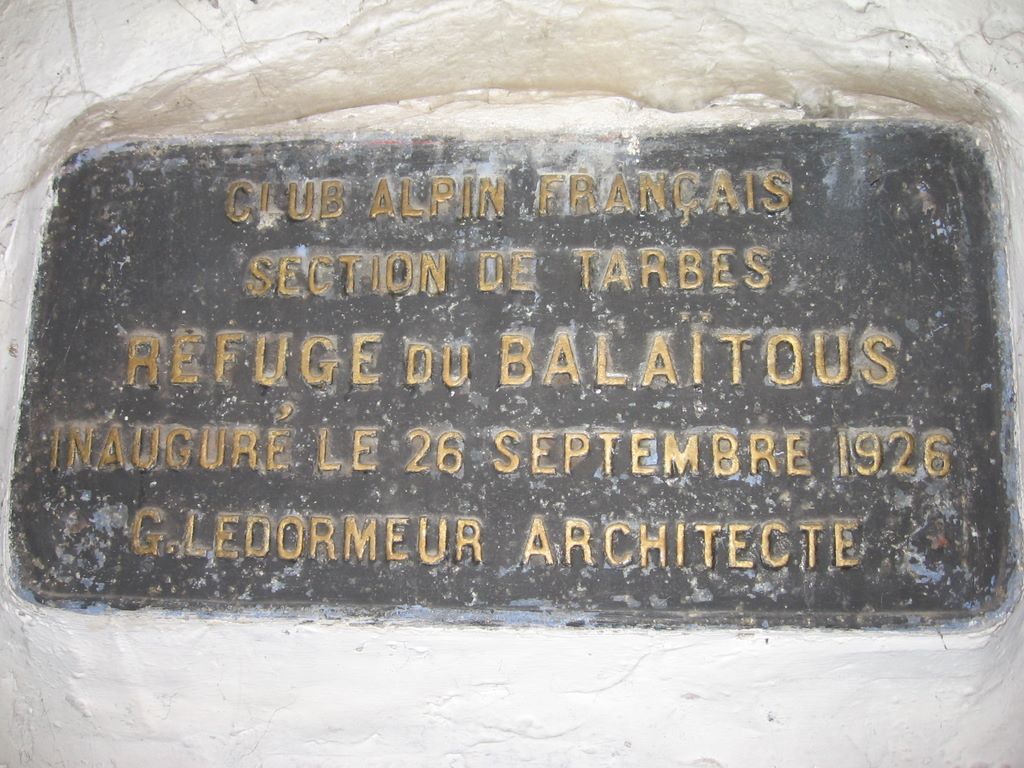 CLUB ALPIN FRANÇAIS
SECTION DE TARBES
REFUGE DU BALAÏTOUS
INAUGURÉ LE 26 SEPTEMBRE 1926
G. LEDORMEUR ARCHITECTE